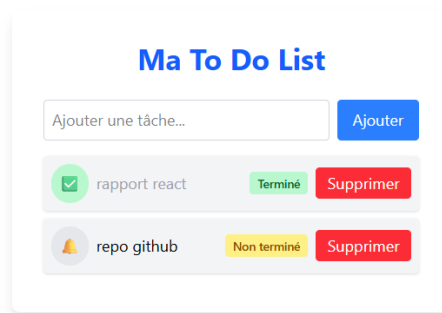 Ma To Do List
Ajouter une tâche... Ajouter
rapport react Terminé Supprimer
repo github Non terminé Supprimer